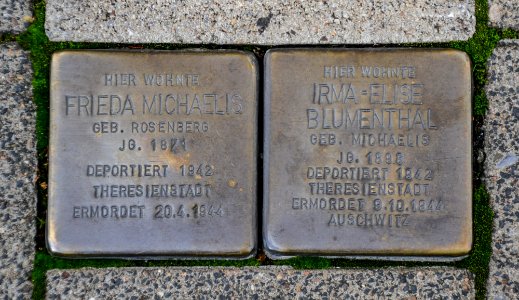 HIER WOHNTE
FRIEDA MICHAELIS
GEB. ROSENBERG
JG. 1871
DEPORTIERT 1942
THERESIENSTADT
ERMORDET 20.4.1944
HIER WOHNTE
IRMA-ELISE
BLUMENTHAL
GEB. MICHAELIS
JG. 1898
DEPORTIERT 1942
THERESIENSTADT
ERMORDET 9.10.1944
AUSCHWITZ